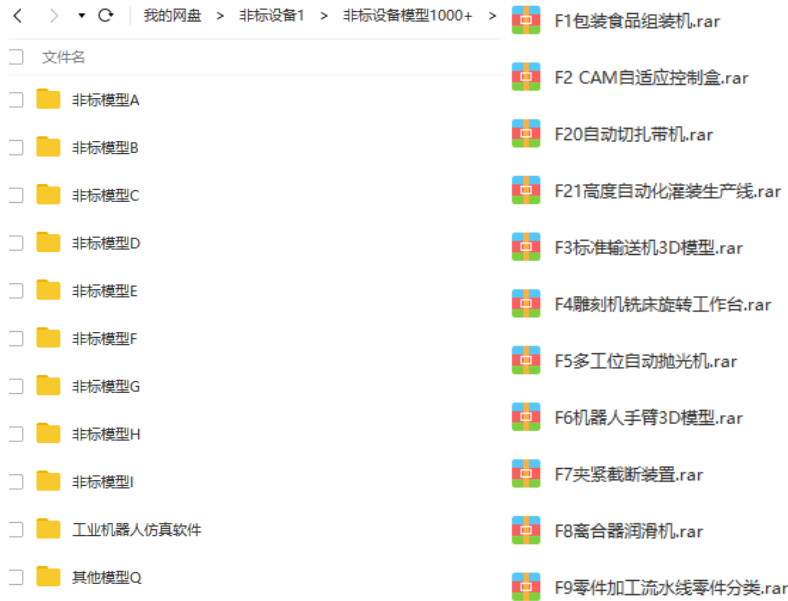 我的网盘 > 非标设备1 > 非标设备模型1000+ >
文件名
非标模型A
非标模型B
非标模型C
非标模型D
非标模型E
非标模型F
非标模型G
非标模型H
非标模型I
工业机器人仿真软件
其他模型Q
F1包装食品组装机.rar
F2 CAM自适应控制盒.rar
F20自动切扎带机.rar
F21高度自动化灌装生产线.rar
F3标准输送机3D模型.rar
F4雕刻机铣床旋转工作台.rar
F5多工位自动抛光机.rar
F6机器人手臂3D模型.rar
F7夹紧截断装置.rar
F8离合器润滑机.rar
F9零件加工流水线零件分类.rar